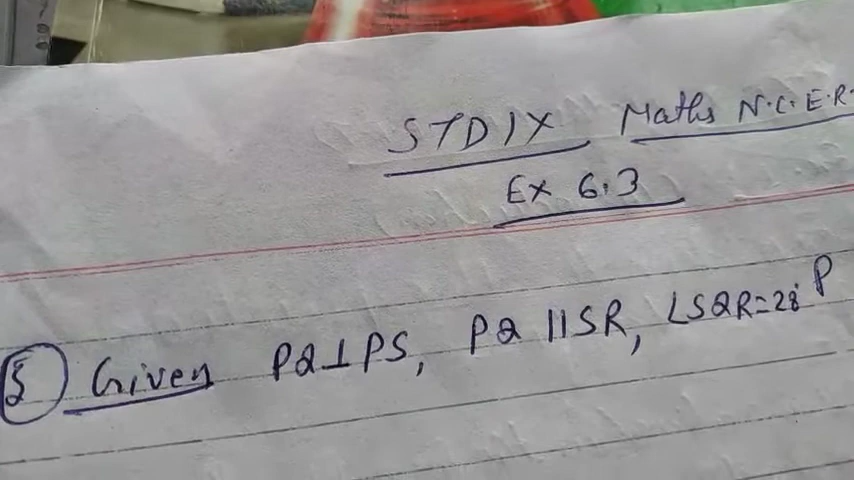 STD IX Maths N.C.E.R.
Ex 6.3
5 Given PQ⊥PS, PQ || SR, ∠SQR=28° P